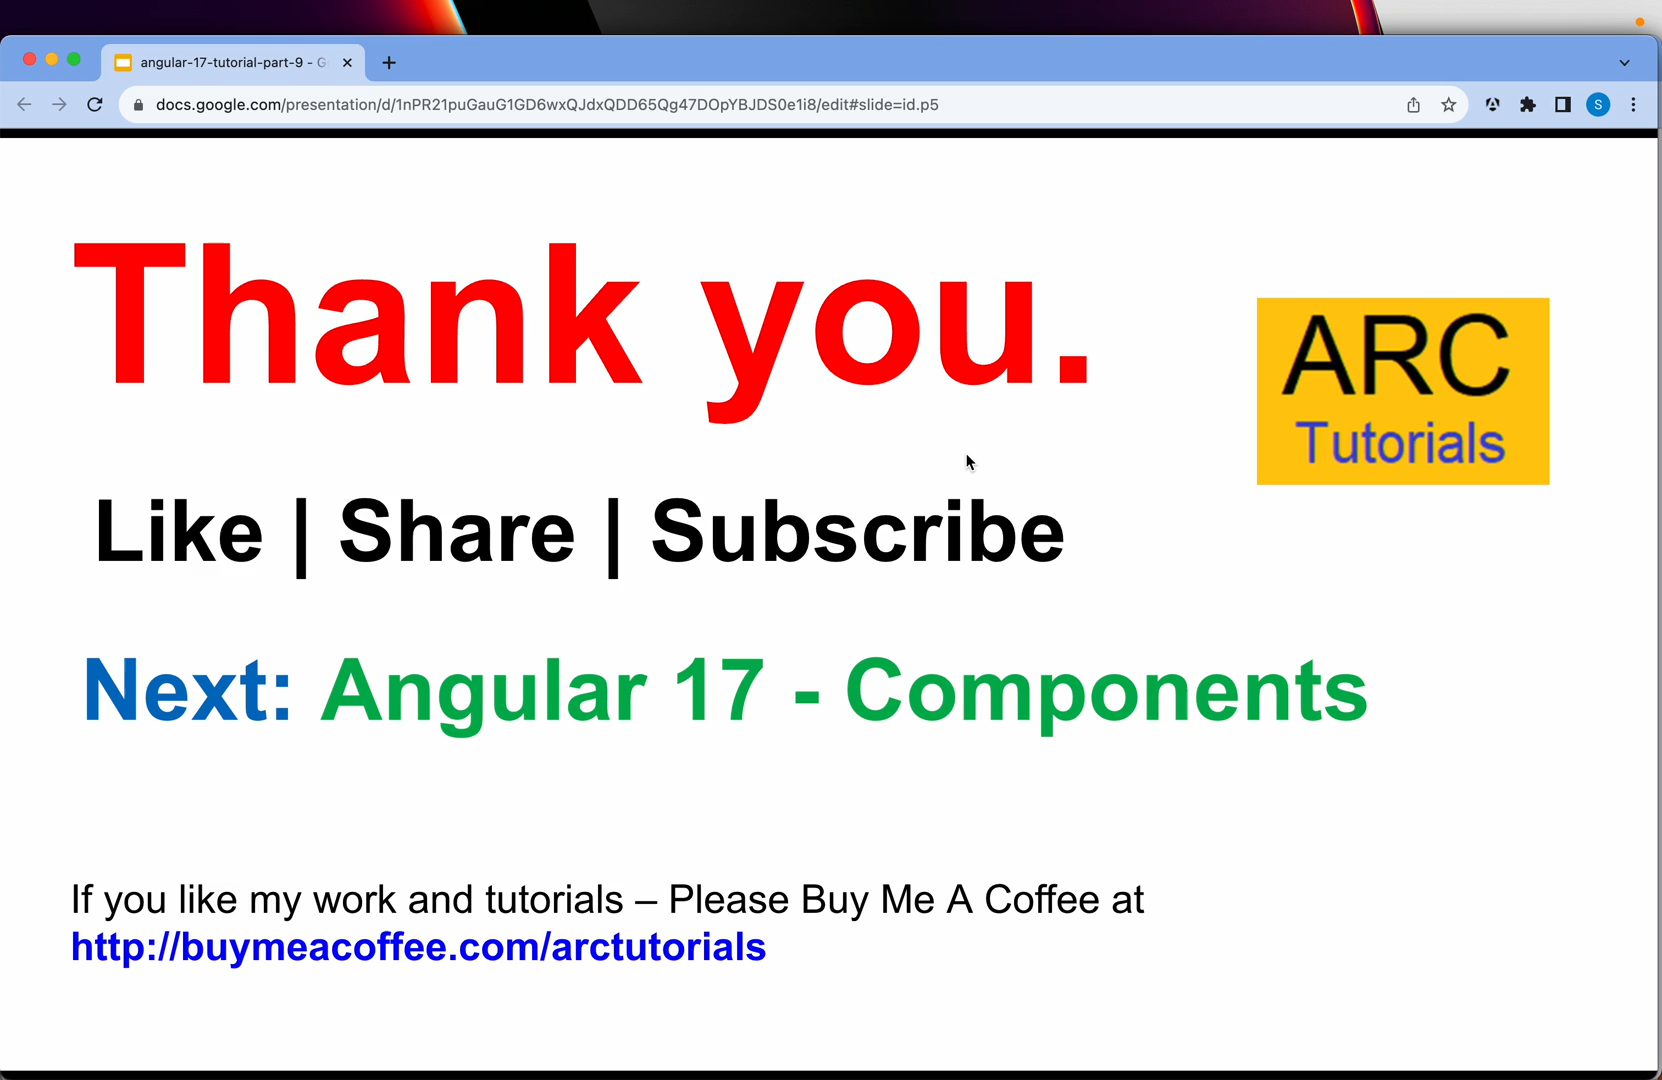 angular-17-tutorial-part-9 - G
docs.google.com/presentation/d/1nPR21puGauG1GD6wxQJdxQDD65Qg47DOpYBJDS0e1i8/edit#slide=id.p5
S
Thank you.
ARC
Tutorials
Like | Share | Subscribe
Next: Angular 17 - Components
If you like my work and tutorials – Please Buy Me A Coffee at
http://buymeacoffee.com/arctutorials